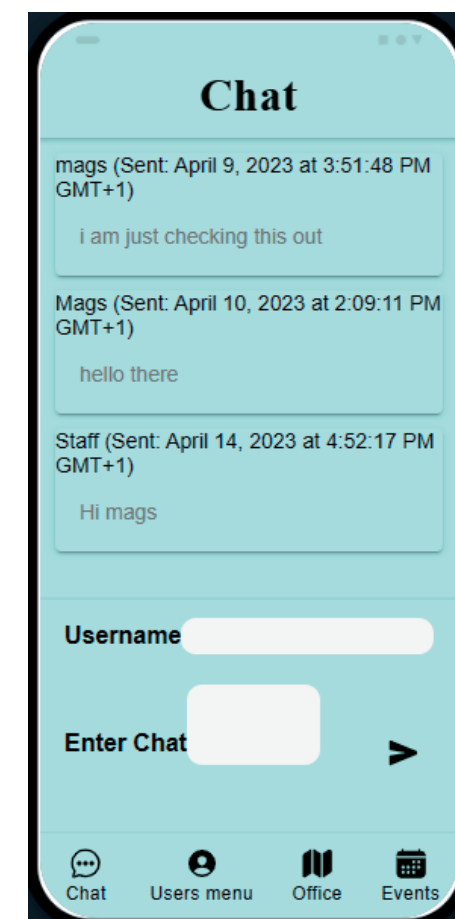 Chat
mags (Sent: April 9, 2023 at 3:51:48 PM
GMT+1)
i am just checking this out
Mags (Sent: April 10, 2023 at 2:09:11 PM
GMT+1)
hello there
Staff (Sent: April 14, 2023 at 4:52:17 PM
GMT+1)
Hi mags
Username
Enter Chat
Chat Users menu Office Events